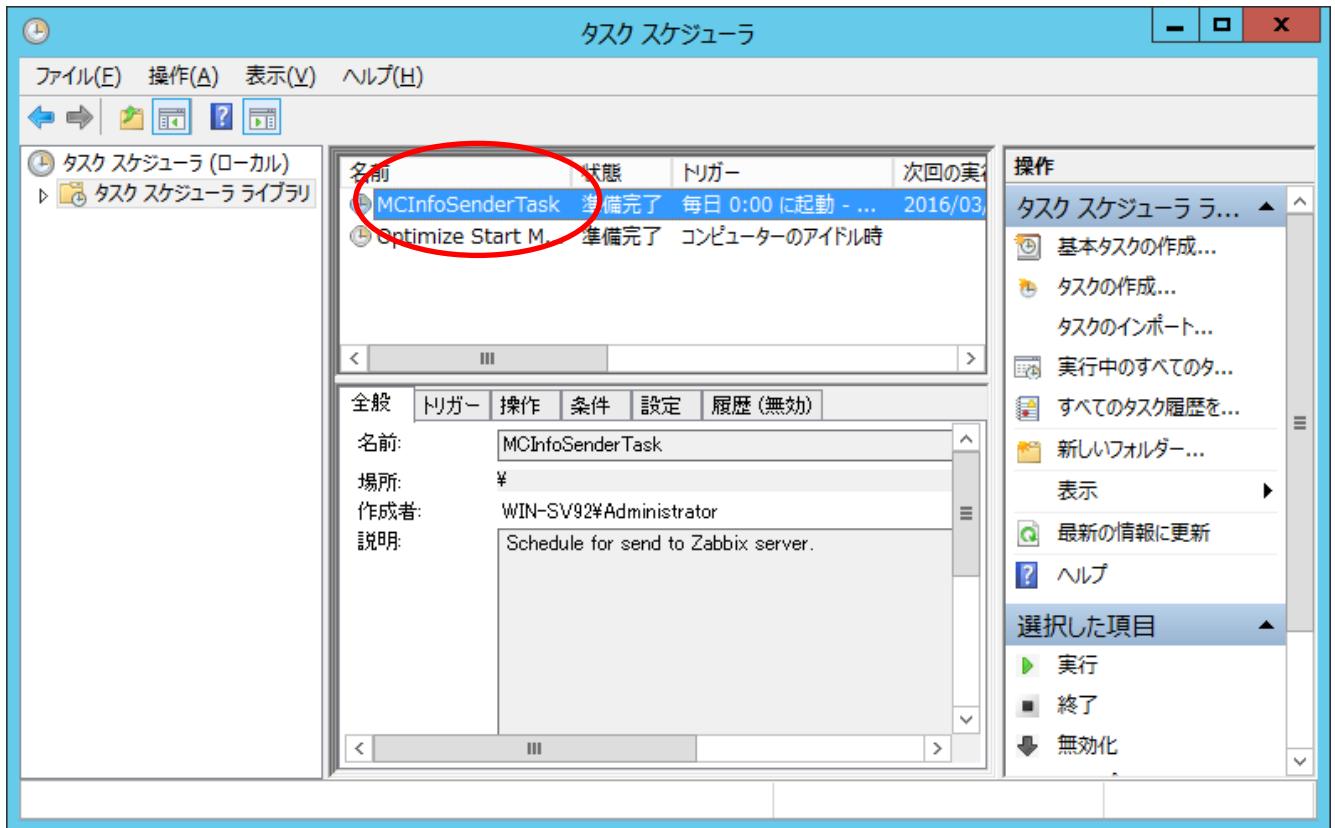 タスク スケジューラ
ファイル(F) 操作(A) 表示(V) ヘルプ(H)
タスク スケジューラ (ローカル)
タスク スケジューラ ライブラリ
名前 状態 トリガー 次回の実行
MCInfoSenderTask 準備完了 毎日 0:00 に起動 - ... 2016/03/
Optimize Start M... 準備完了 コンピューターのアイドル時
全般 トリガー 操作 条件 設定 履歴 (無効)
名前: MCInfoSenderTask
場所: ¥
作成者: WIN-SV92¥Administrator
説明: Schedule for send to Zabbix server.
操作
タスク スケジューラ ラ...
基本タスクの作成...
タスクの作成...
タスクのインポート...
実行中のすべてのタ...
すべてのタスク履歴を...
新しいフォルダー...
表示
最新の情報に更新
ヘルプ
選択した項目
実行
終了
無効化